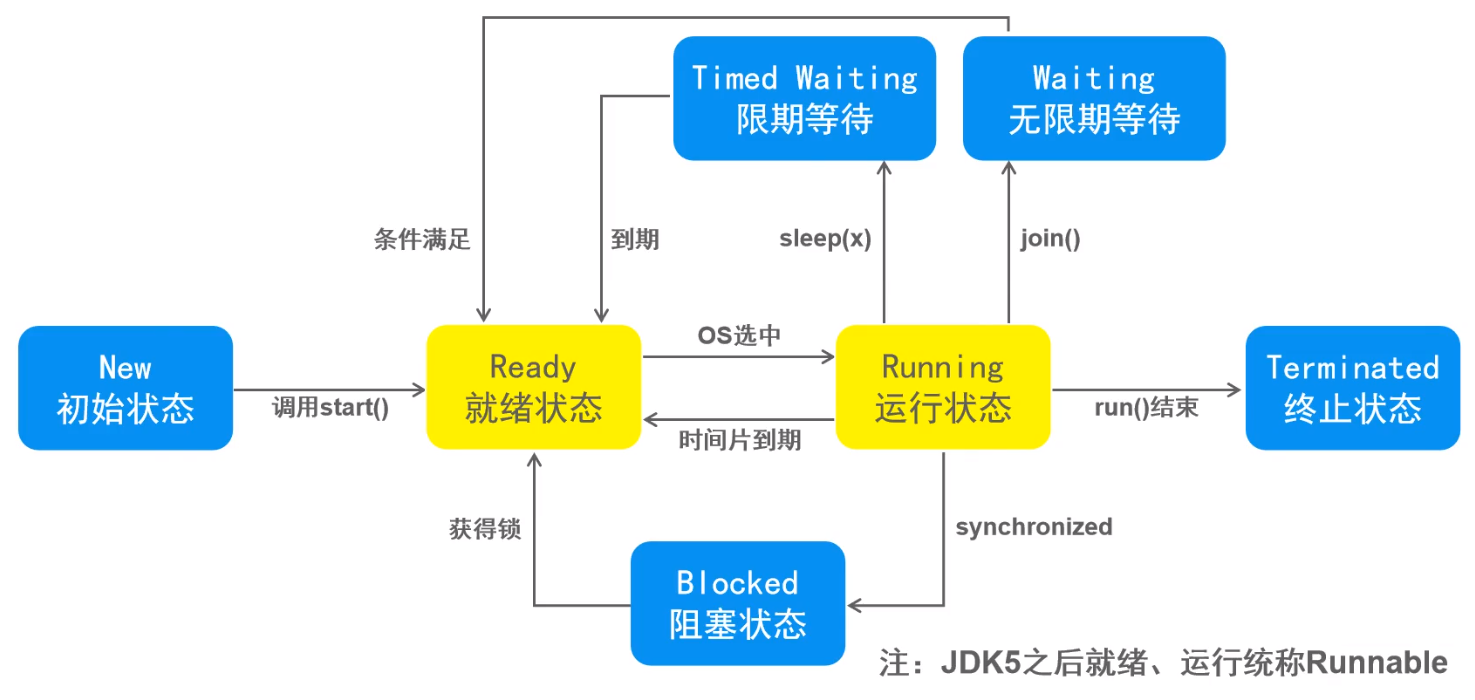 Timed Waiting
限期等待
Waiting
无限期等待
条件满足
到期
sleep(x)
join()
New
初始状态
调用start()
Ready
就绪状态
OS选中
时间片到期
Running
运行状态
run()结束
Terminated
终止状态
获得锁
synchronized
Blocked
阻塞状态
注：JDK5之后就绪、运行统称Runnable